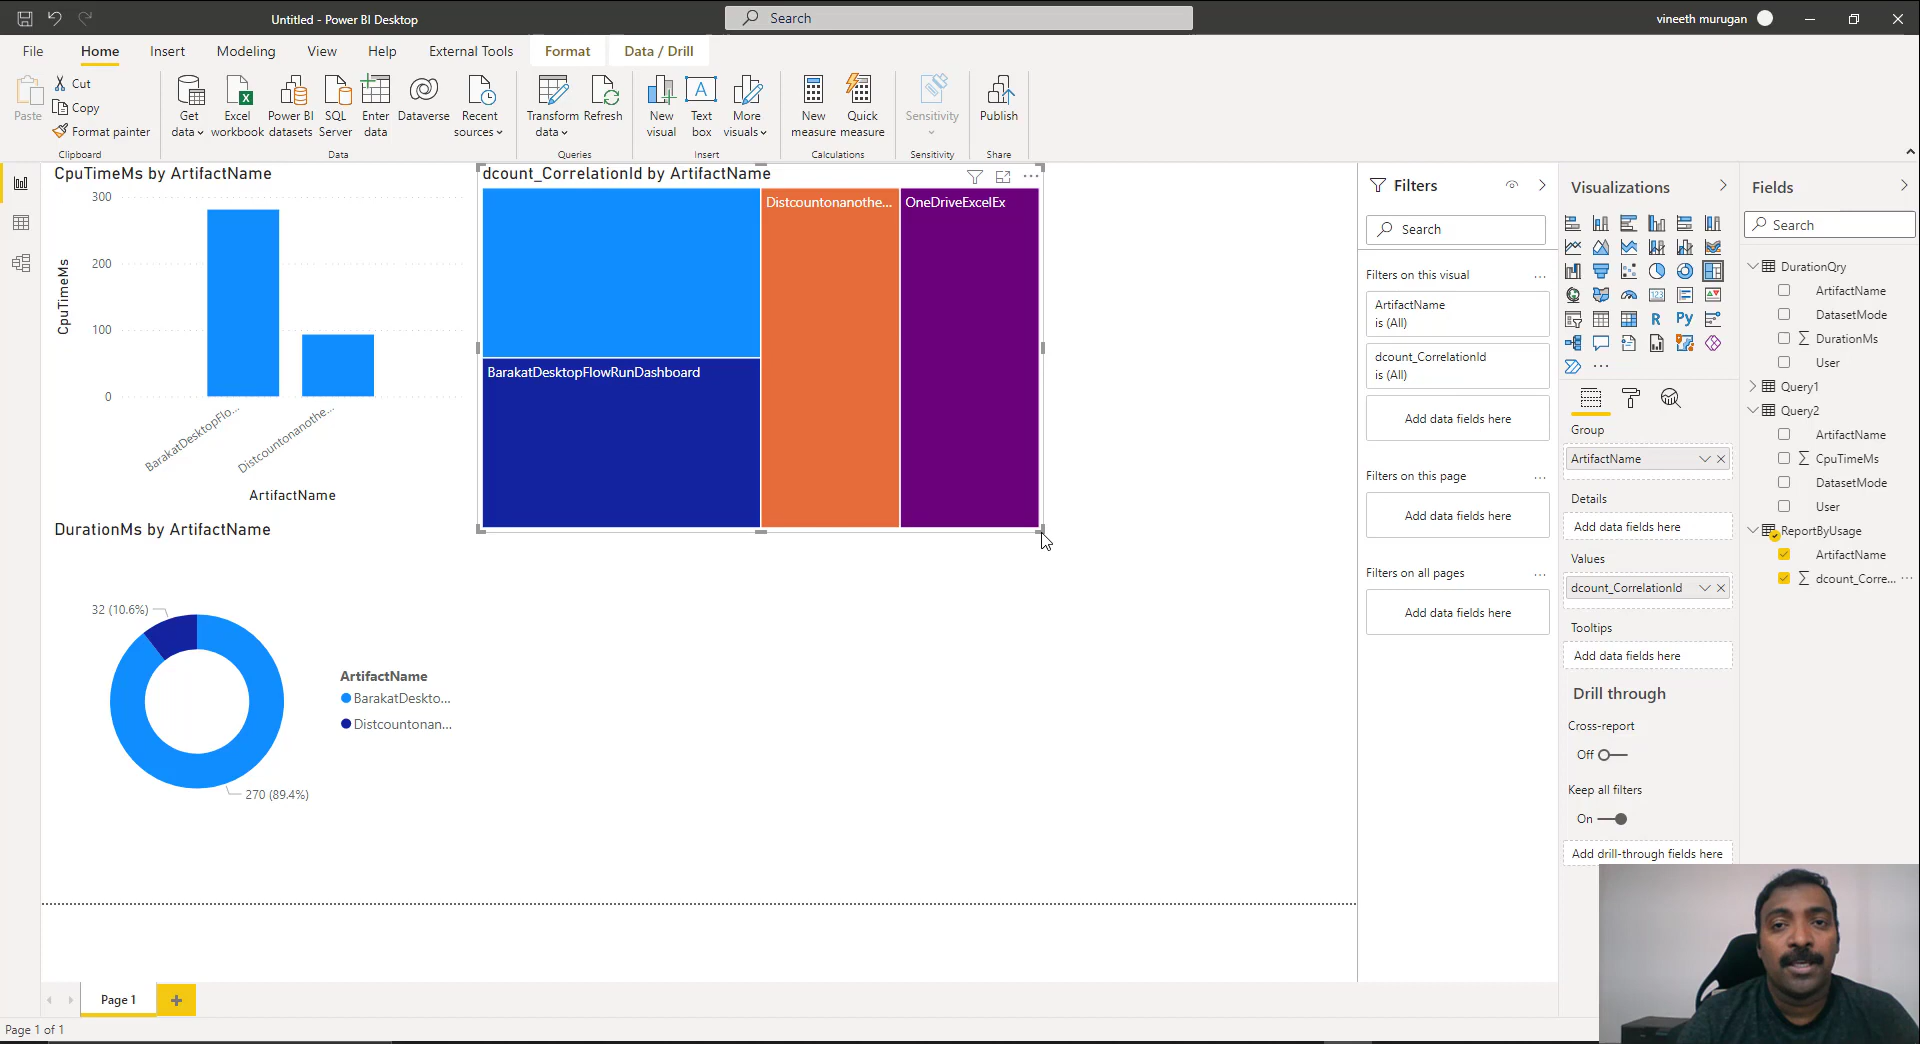 Untitled - Power BI Desktop
Search
vineeth murugan
File
Home
Insert
Modeling
View
Help
External Tools
Format
Data / Drill
Paste
Cut
Copy
Format painter
Clipboard
Get data
Excel workbook
Power BI datasets
SQL Server
Enter data
Dataverse
Recent sources
Data
Transform data
Refresh
Queries
New visual
Text box
More visuals
Insert
New measure
Quick measure
Calculations
Sensitivity
Sensitivity
Publish
Share
CpuTimeMs by ArtifactName
300
200
100
0
CpuTimeMs
BarakatDesktopFlo...
Distcountonanothe...
ArtifactName
dcount_CorrelationId by ArtifactName
BarakatDesktopFlowRunDashboard
Distcountonanothe...
OneDriveExcelEx
DurationMs by ArtifactName
32 (10.6%)
270 (89.4%)
ArtifactName
BarakatDeskto...
Distcountonan...
Filters
Search
Filters on this visual
ArtifactName
is (All)
dcount_CorrelationId
is (All)
Add data fields here
Filters on this page
Add data fields here
Filters on all pages
Add data fields here
Visualizations
R
Py
123
Group
ArtifactName
Details
Add data fields here
Values
dcount_CorrelationId
Tooltips
Add data fields here
Drill through
Cross-report
Off
Keep all filters
On
Add drill-through fields here
Fields
Search
DurationQry
ArtifactName
DatasetMode
DurationMs
User
Query1
Query2
ArtifactName
CpuTimeMs
DatasetMode
User
ReportByUsage
ArtifactName
dcount_Corre...
Page 1
Page 1 of 1